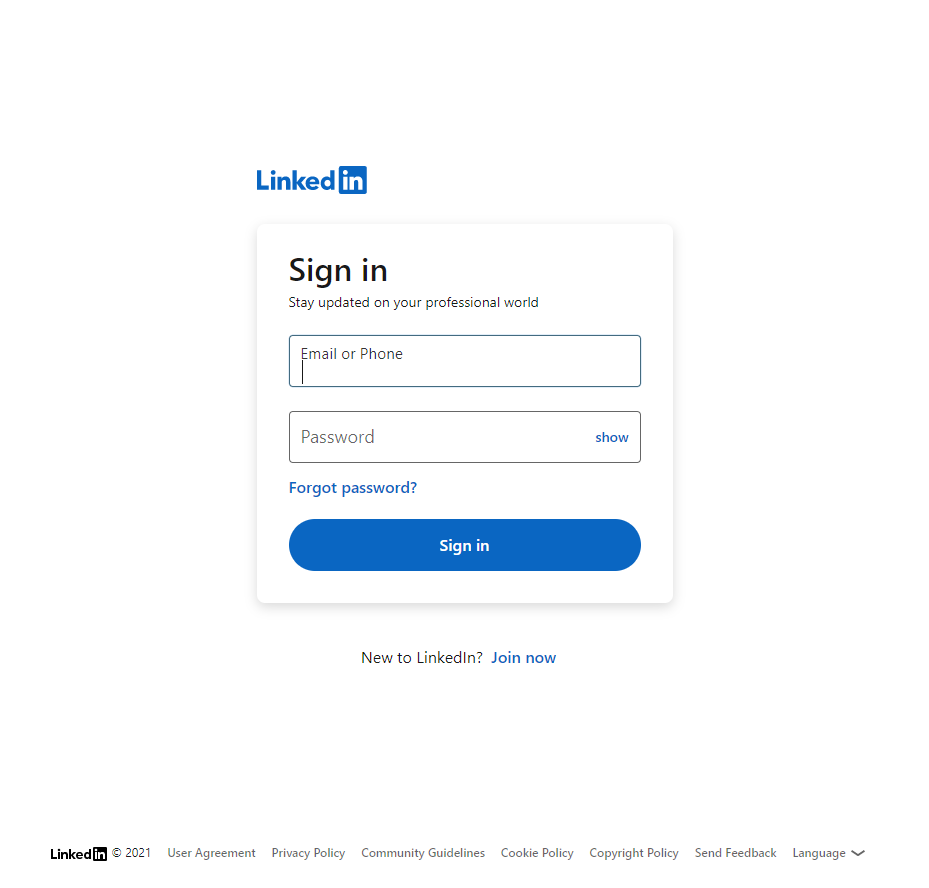 LinkedIn
Sign in
Stay updated on your professional world
Email or Phone
Password show
Forgot password?
Sign in
New to LinkedIn? Join now
LinkedIn © 2021 User Agreement Privacy Policy Community Guidelines Cookie Policy Copyright Policy Send Feedback Language